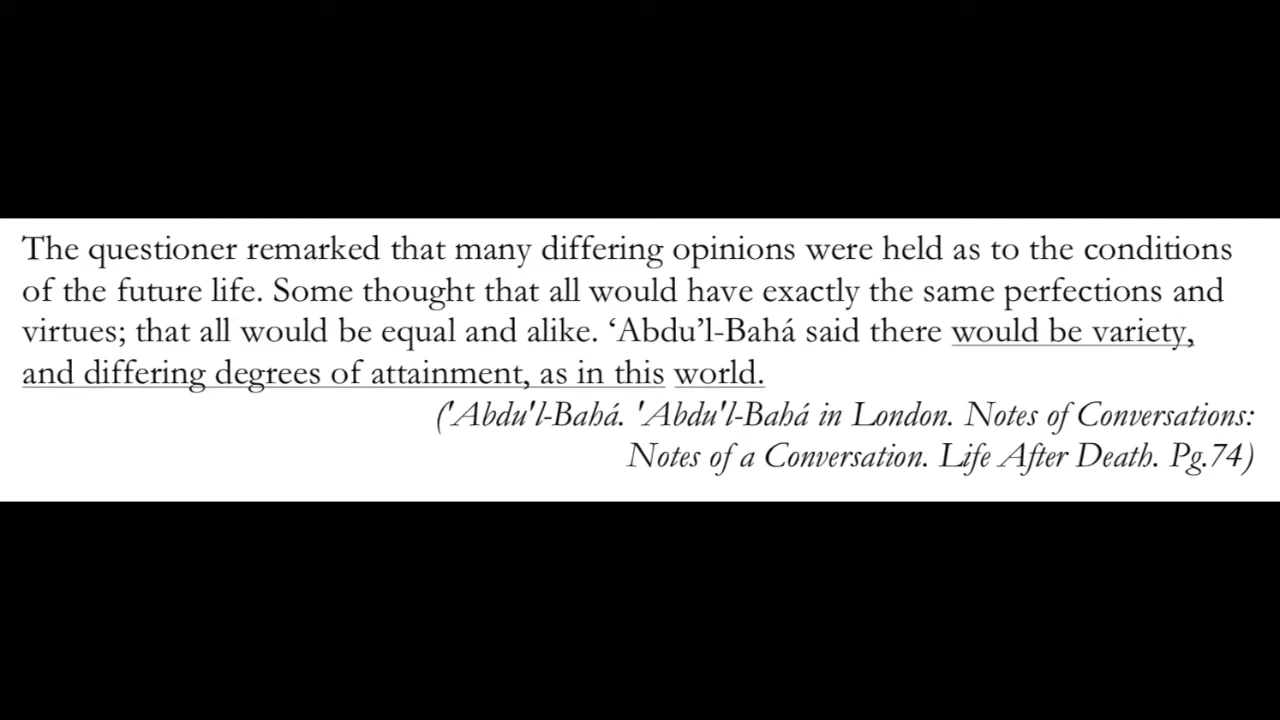 The questioner remarked that many differing opinions were held as to the conditions
of the future life. Some thought that all would have exactly the same perfections and
virtues; that all would be equal and alike. ‘Abdu’l-Bahá said there would be variety,
and differing degrees of attainment, as in this world.
('Abdu'l-Bahá. 'Abdu'l-Bahá in London. Notes of Conversations:
Notes of a Conversation. Life After Death. Pg.74)